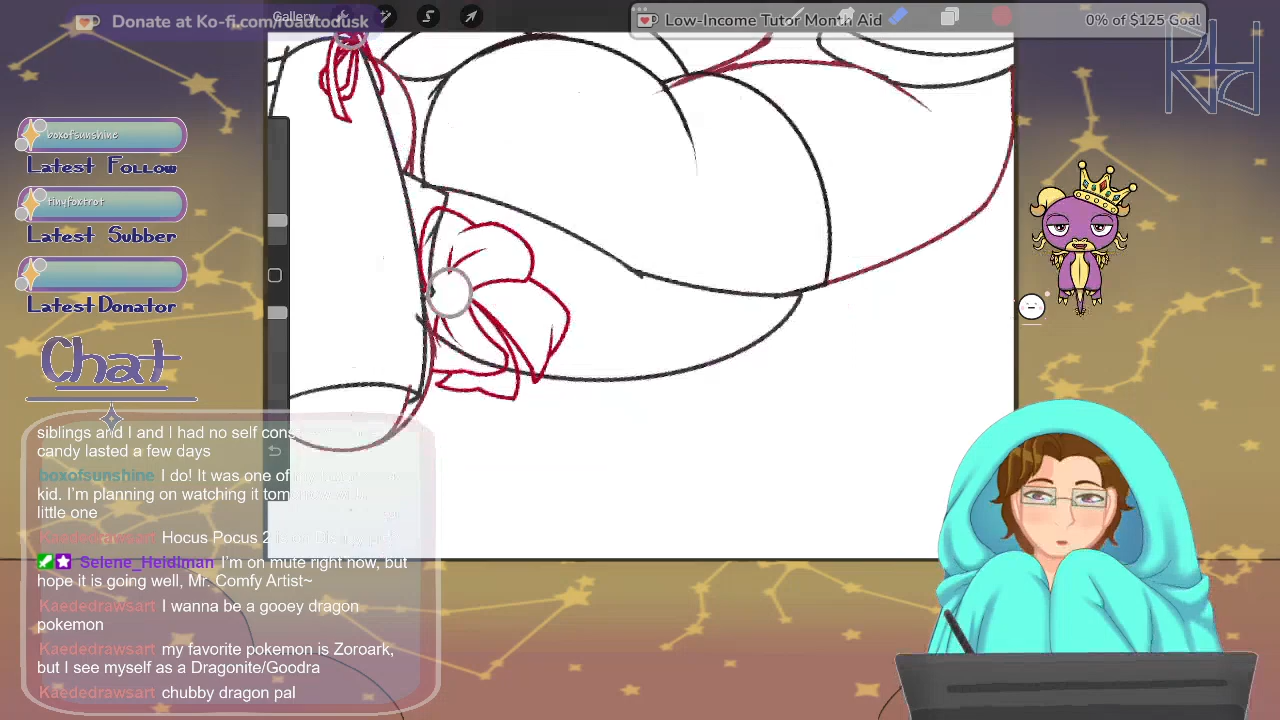 Donate at Ko-fi.com/roadtodusk
Gallery
Low-Income Tutor Month Aid
0% of $125 Goal
boxofsunshine
Latest Follow
tinyfoxtrot
Latest Subber
Latest Donator
Chat
siblings and I and I had no self
candy lasted a few days
boxofsunshine I do! It was one of
kid. I'm planning on watching it
little one
Kaededrawsart Hocus Pocus 2
Selene_Heidlman I'm on mute right now, but
hope it is going well, Mr. Comfy Artist~
Kaededrawsart I wanna be a gooey dragon
pokemon
Kaededrawsart my favorite pokemon is Zoroark,
but I see myself as a Dragonite/Goodra
Kaededrawsart chubby dragon pal